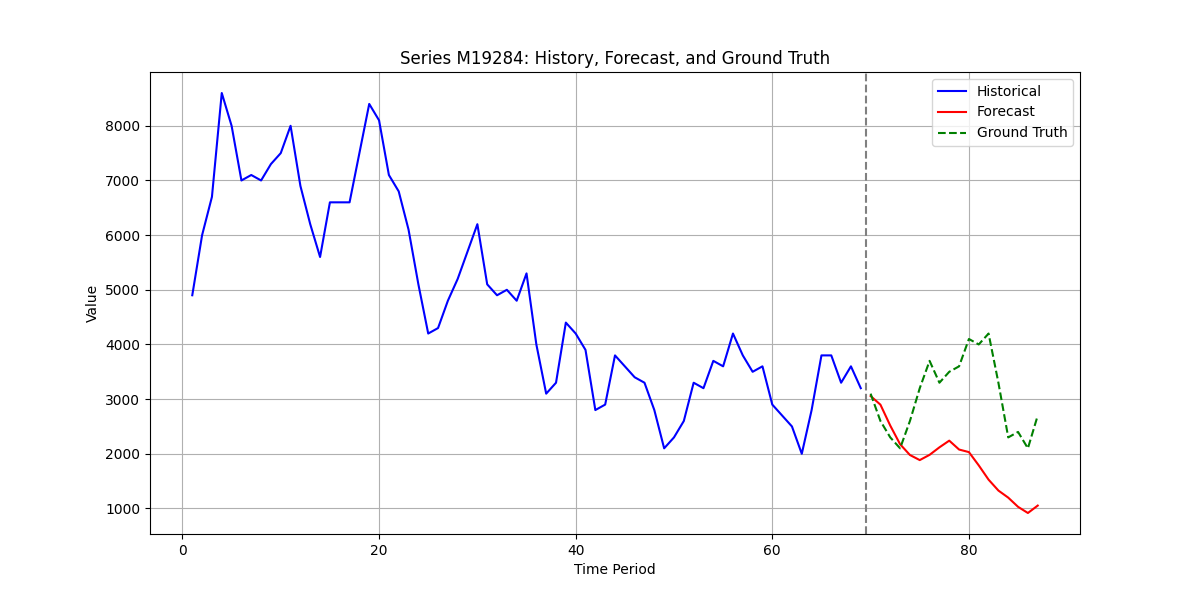 Series M19284: History, Forecast, and Ground Truth
Historical
Forecast
Ground Truth
Value
8000
7000
6000
5000
4000
3000
2000
1000
0 20 40 60 80
Time Period